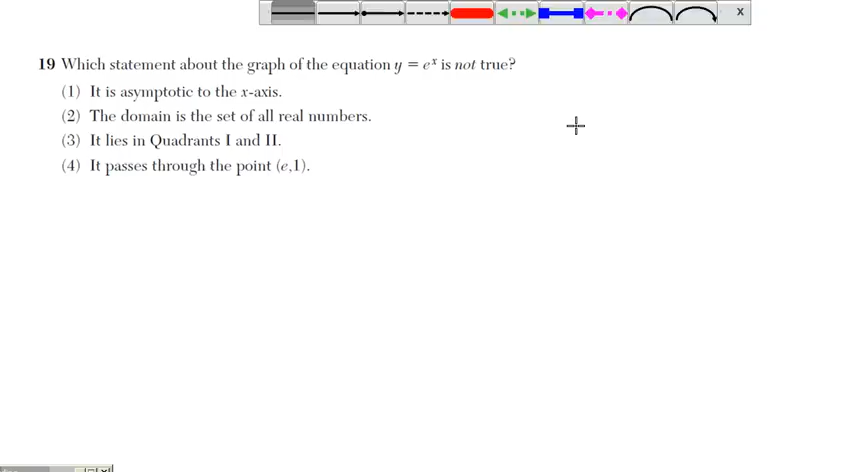 x
19 Which statement about the graph of the equation y = eˣ is not true?
(1) It is asymptotic to the x-axis.
(2) The domain is the set of all real numbers.
(3) It lies in Quadrants I and II.
(4) It passes through the point (e,1).